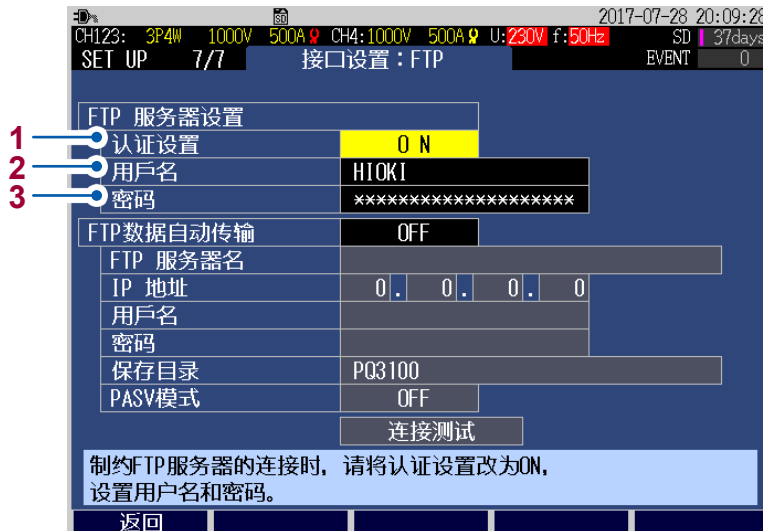 SD 2017-07-28 20:09:28
CH123: 3P4W 1000V 500A CH4:1000V 500A U:230V f:50Hz SD 37days
SET UP 7/7 接口设置：FTP EVENT 0
FTP 服务器设置
1 认证设置 ON
2 用戶名 HIOKI
3 密码 *******************
FTP数据自动传输 OFF
FTP 服务器名
IP 地址 0. 0. 0. 0
用戶名
密码
保存目录 PQ3100
PASV模式 OFF
连接测试
制约FTP服务器的连接时，请将认证设置改为ON，
设置用户名和密码。
返回